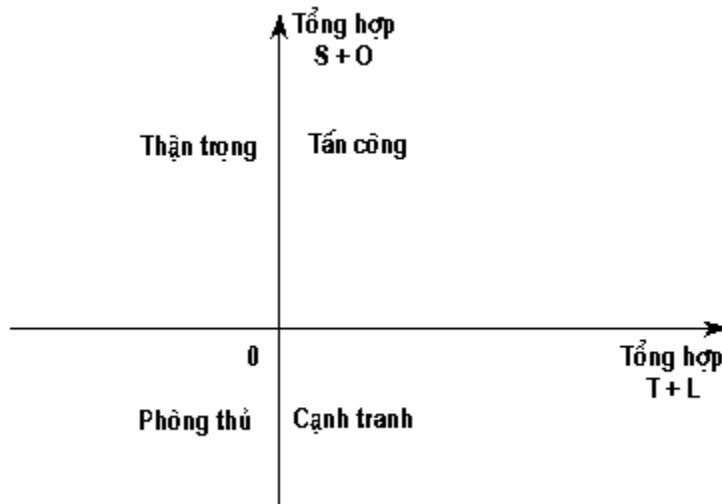 Tổng hợp
S + O
Thận trọng
Tấn công
0
Tổng hợp
T + L
Phòng thủ
Cạnh tranh